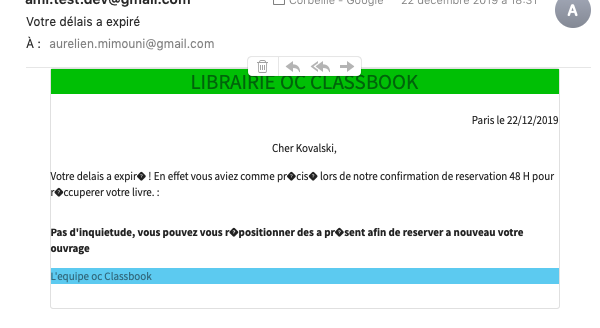 ami.test.dev@gmail.com
Corbeille - Google
22 décembre 2019 à 18:31
Votre délais a expiré
A
À : aurelien.mimouni@gmail.com
LIBRAIRIE OC CLASSBOOK
Paris le 22/12/2019
Cher Kovalski,
Votre delais a expir� ! En effet vous aviez comme pr�cis� lors de notre confirmation de reservation 48 H pour
r�ccuperer votre livre. :
Pas d'inquietude, vous pouvez vous r�positionner des a pr�sent afin de reserver a nouveau votre
ouvrage
L'equipe oc Classbook